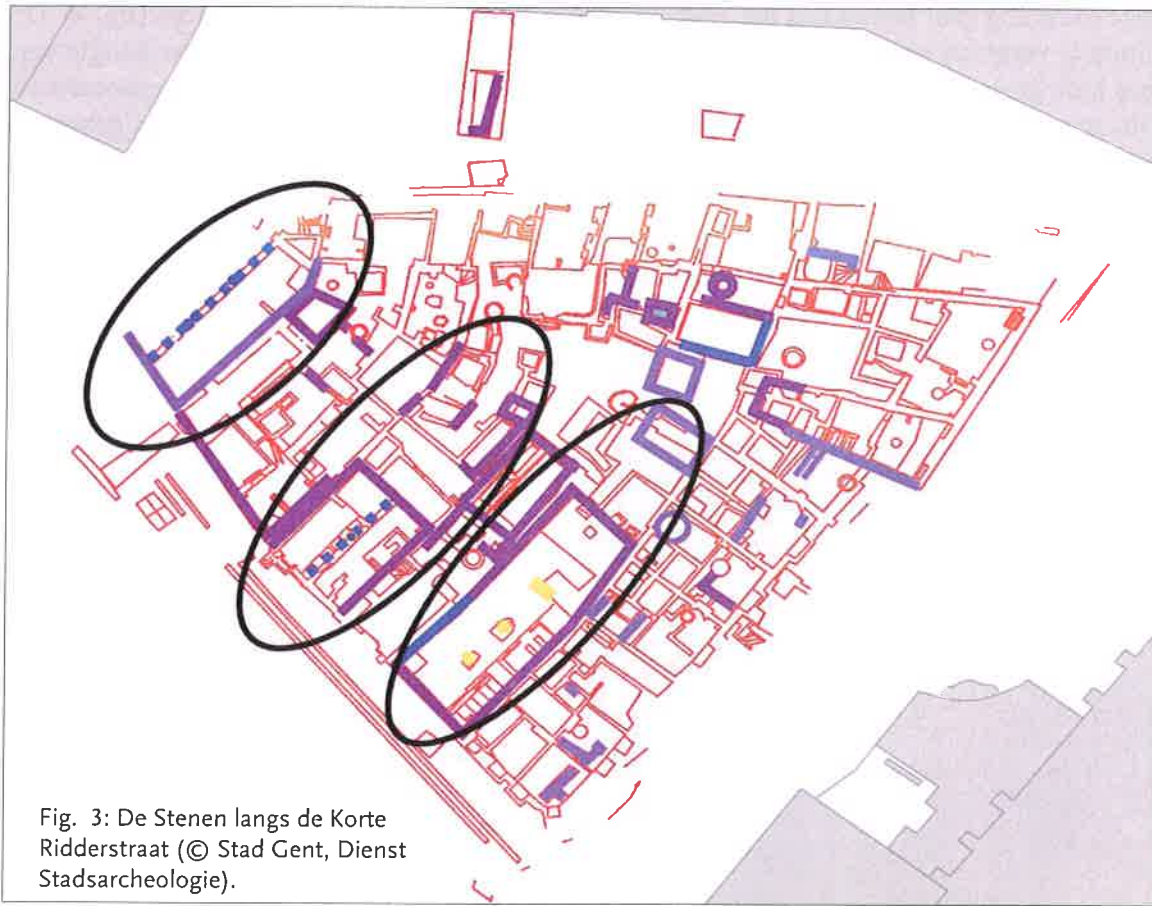 Fig. 3: De Stenen langs de Korte
Ridderstraat (© Stad Gent, Dienst
Stadsarcheologie).